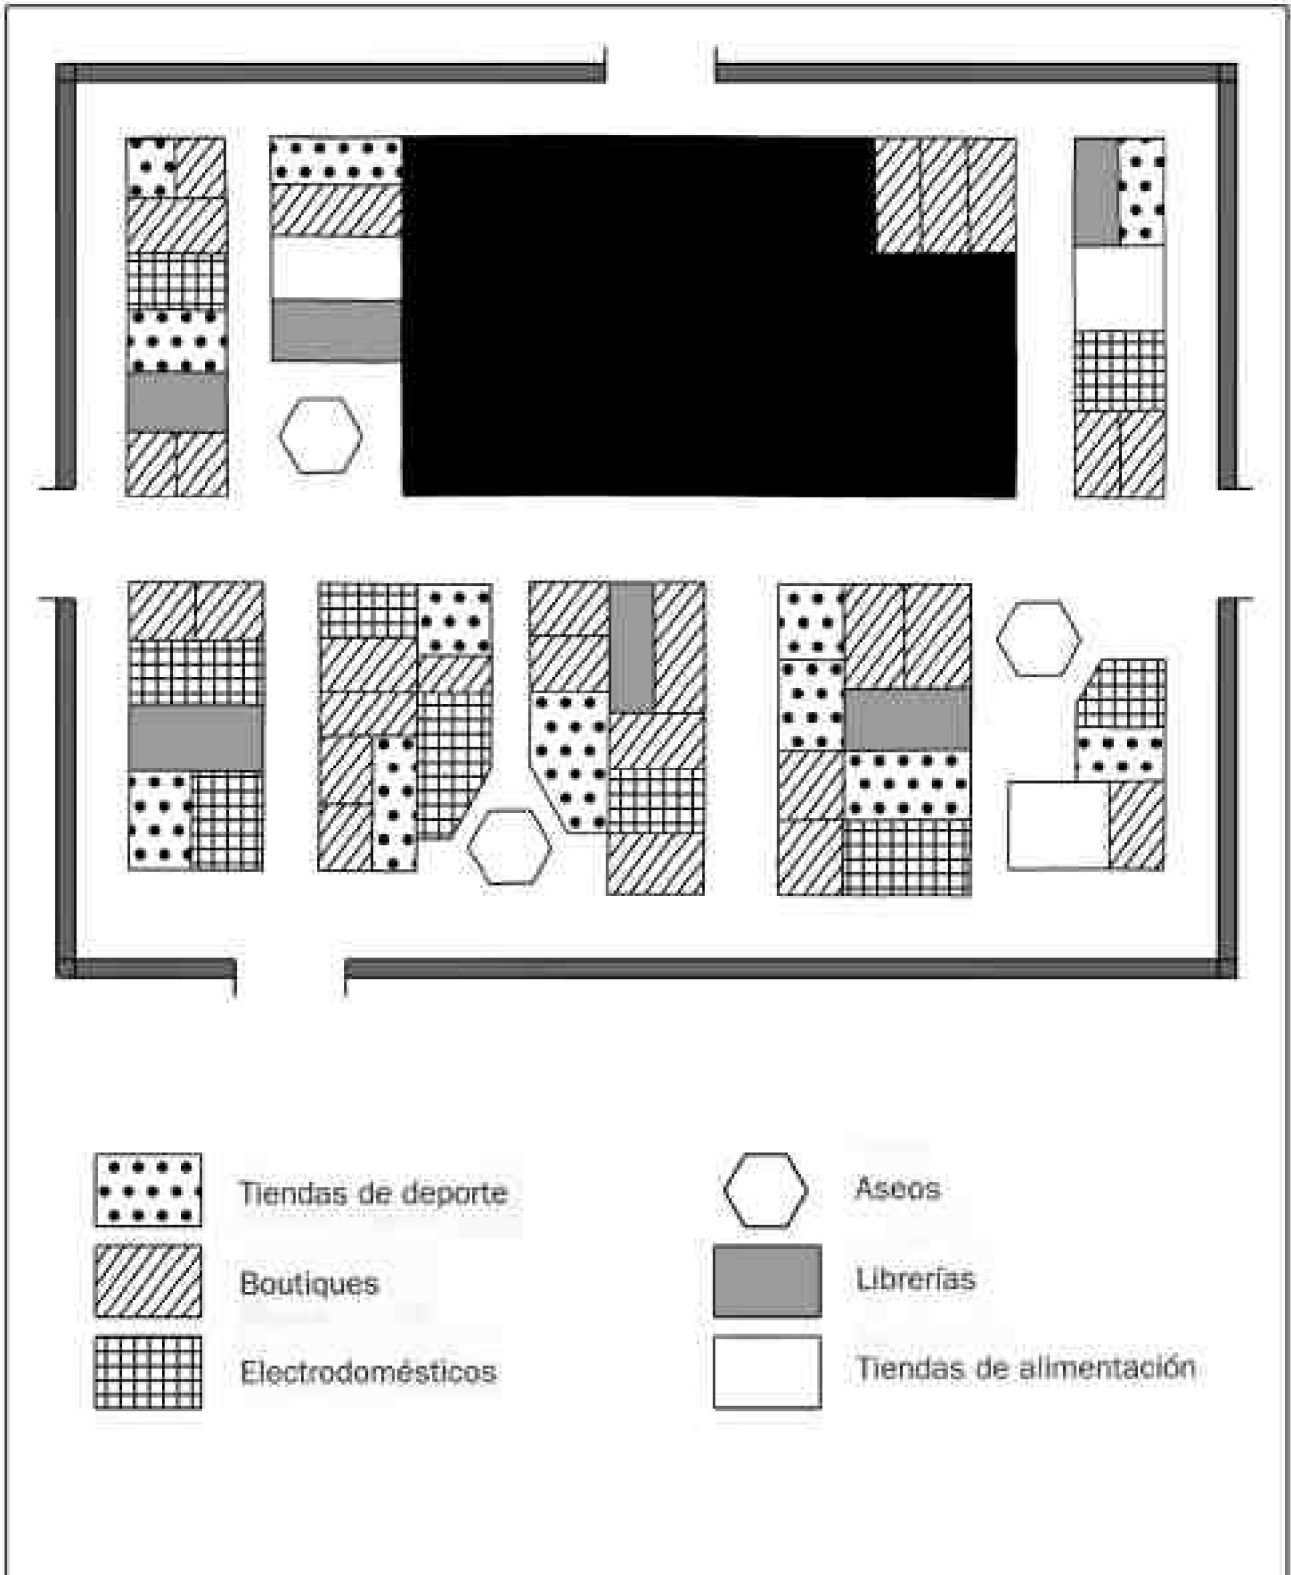 Tiendas de deporte
Boutiques
Electrodomésticos
Aseos
Librerías
Tiendas de alimentación